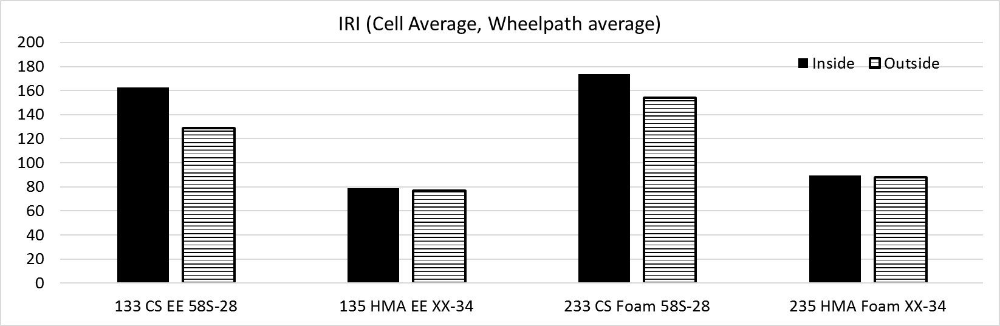 IRI (Cell Average, Wheelpath average)
200
180
160
140
120
100
80
60
40
20
0
Inside
Outside
133 CS EE 58S-28
135 HMA EE XX-34
233 CS Foam 58S-28
235 HMA Foam XX-34